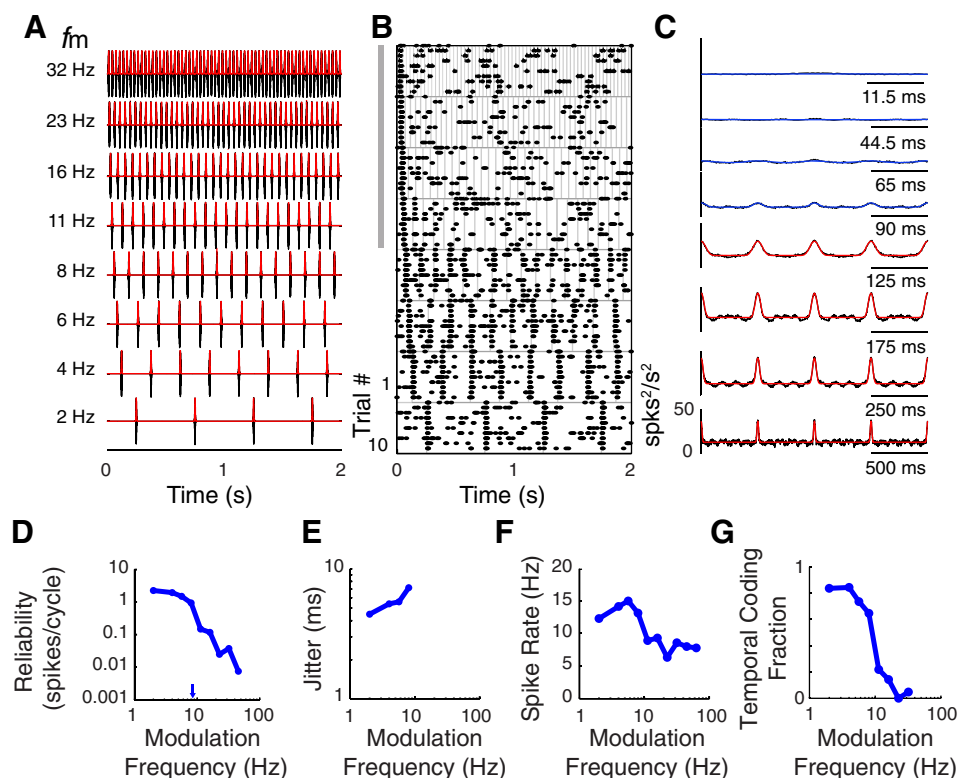 A
fm
32 Hz
23 Hz
16 Hz
11 Hz
8 Hz
6 Hz
4 Hz
2 Hz
0
1
2
Time (s)
B
Trial #
1
10
0
1
2
Time (s)
C
11.5 ms
44.5 ms
65 ms
90 ms
125 ms
175 ms
250 ms
500 ms
spks²/s²
50
0
D
Reliability
(spikes/cycle)
10
1
0.1
0.01
0.001
1
10
100
Modulation
Frequency (Hz)
E
Jitter (ms)
10
1
1
10
100
Modulation
Frequency (Hz)
F
Spike Rate (Hz)
20
15
10
5
0
1
10
100
Modulation
Frequency (Hz)
G
Temporal Coding
Fraction
1
0
1
10
100
Modulation
Frequency (Hz)